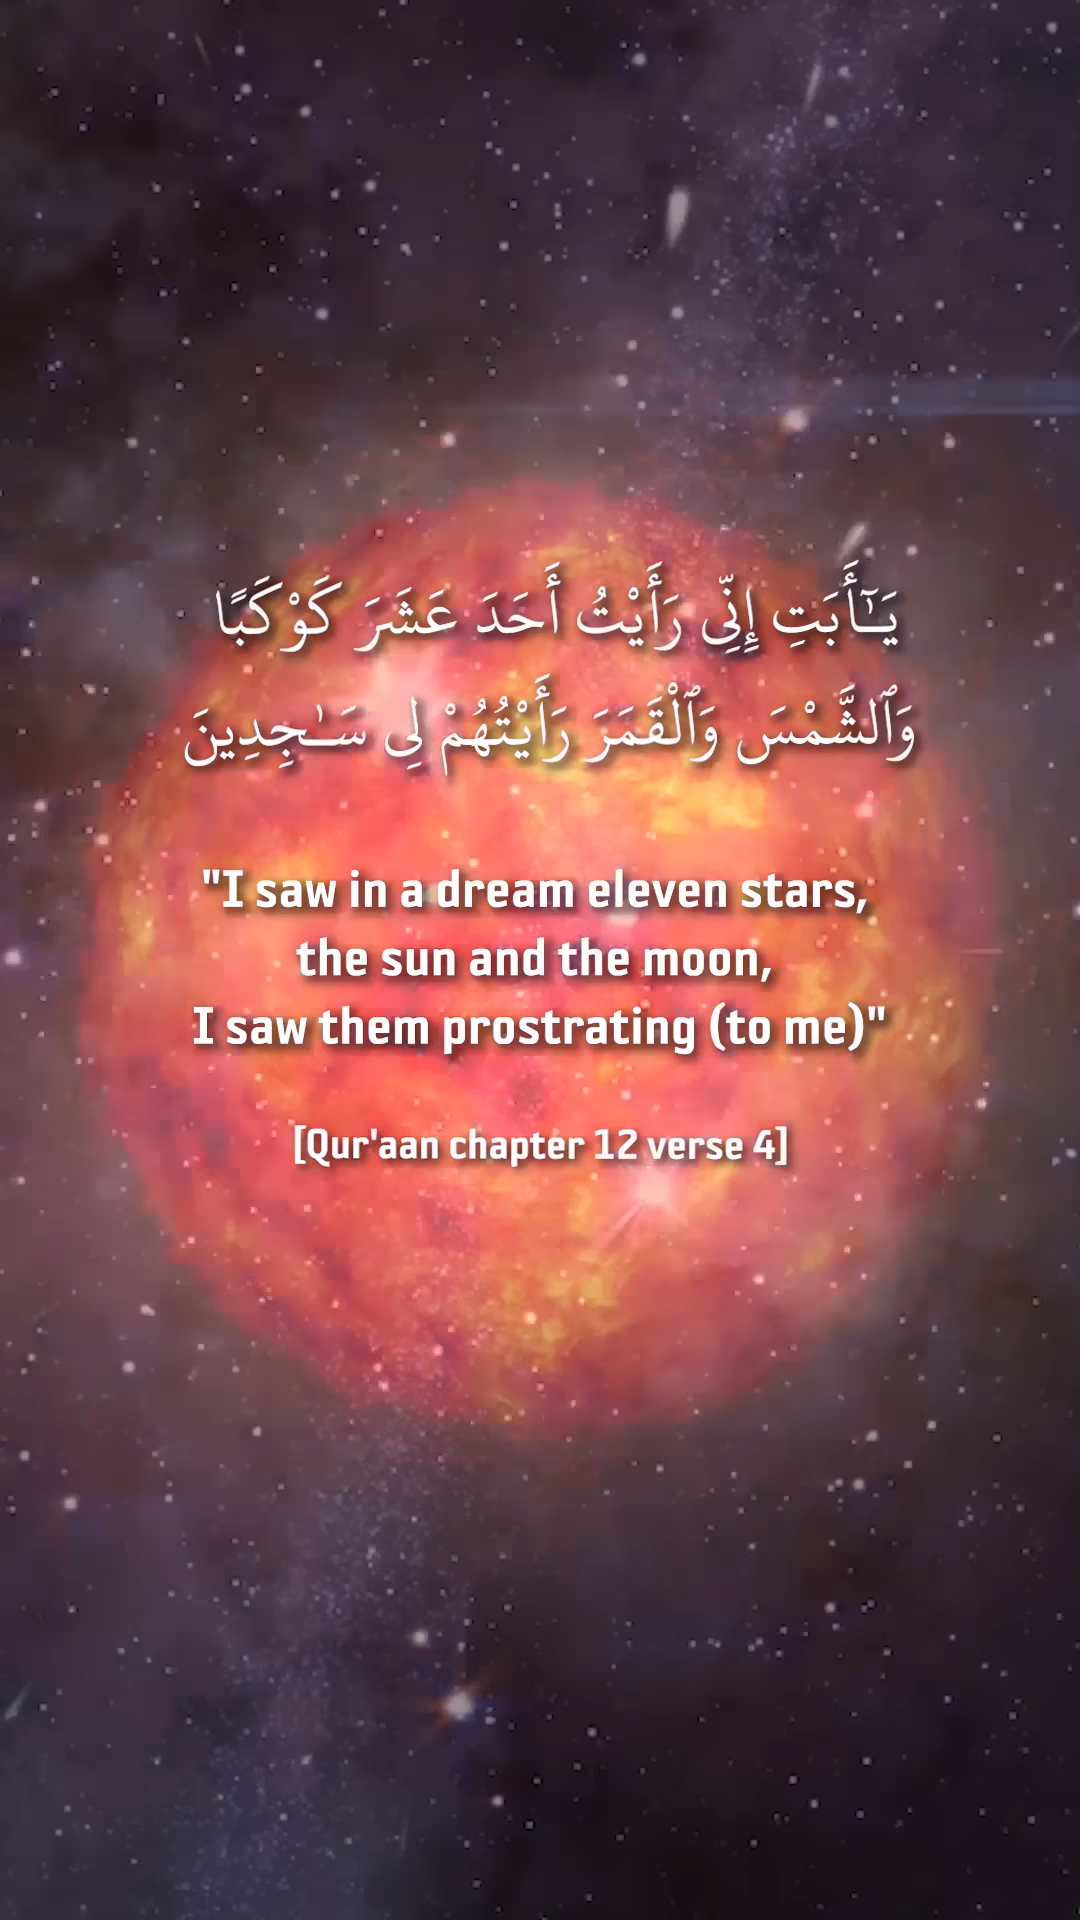 يَـٰٓأَبَتِ إِنِّى رَأَيْتُ أَحَدَ عَشَرَ كَوْكَبًا
وَٱلشَّمْسَ وَٱلْقَمَرَ رَأَيْتُهُمْ لِى سَـٰجِدِينَ
"I saw in a dream eleven stars,
the sun and the moon,
I saw them prostrating (to me)"
[Qur'aan chapter 12 verse 4]